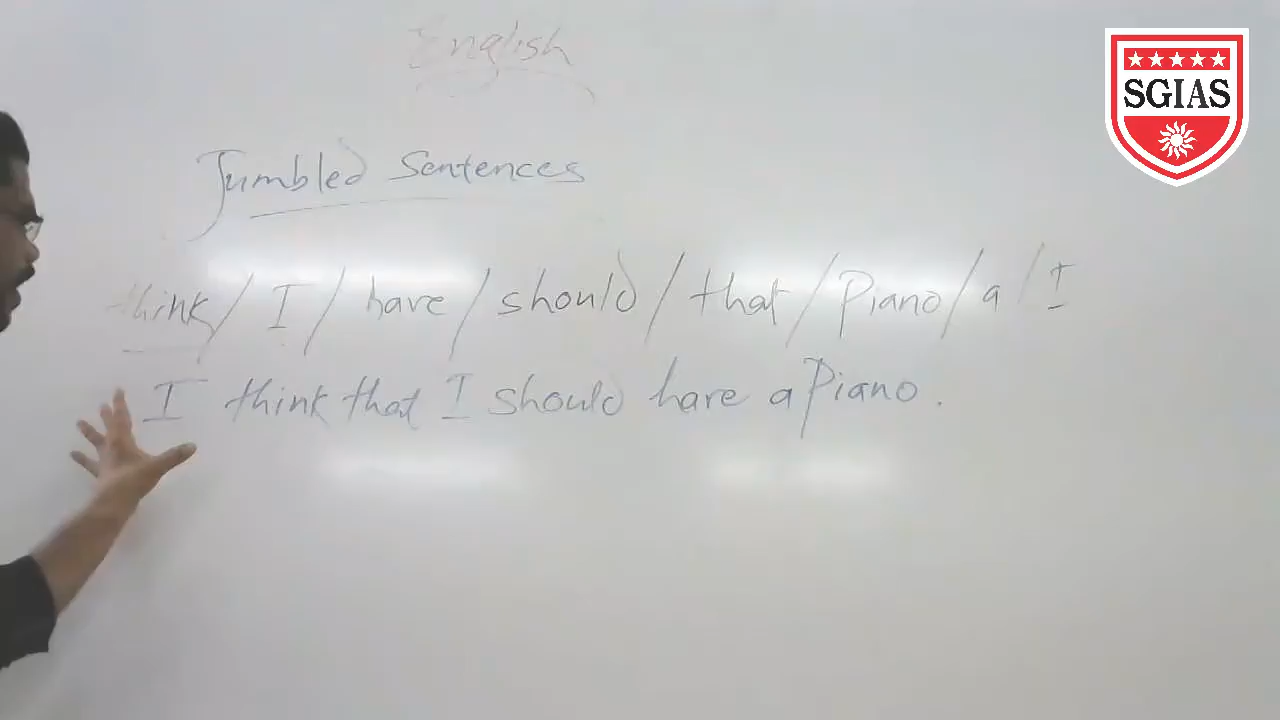 English
SGIAS
Jumbled Sentences
think / I / have / should / that / Piano / a / I
I think that I should have a Piano.